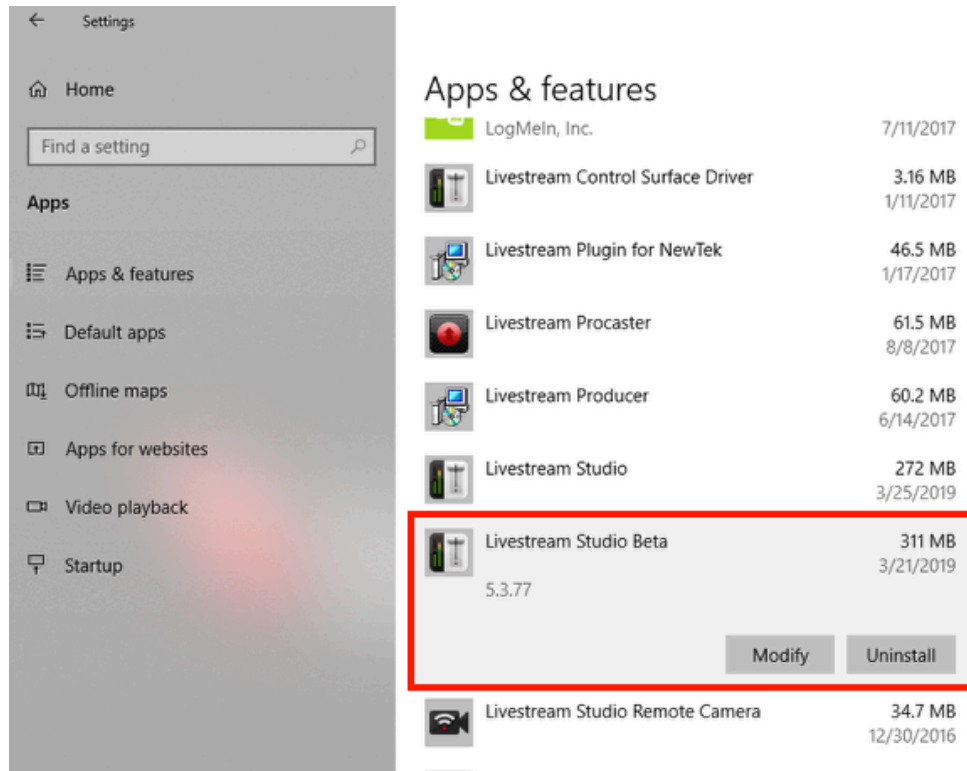 Settings
Home
Find a setting
Apps
Apps & features
Default apps
Offline maps
Apps for websites
Video playback
Startup
Apps & features
LogMeIn, Inc. 7/11/2017
Livestream Control Surface Driver 3.16 MB
1/11/2017
Livestream Plugin for NewTek 46.5 MB
1/17/2017
Livestream Procaster 61.5 MB
8/8/2017
Livestream Producer 60.2 MB
6/14/2017
Livestream Studio 272 MB
3/25/2019
Livestream Studio Beta 311 MB
3/21/2019
5.3.77
Modify Uninstall
Livestream Studio Remote Camera 34.7 MB
12/30/2016